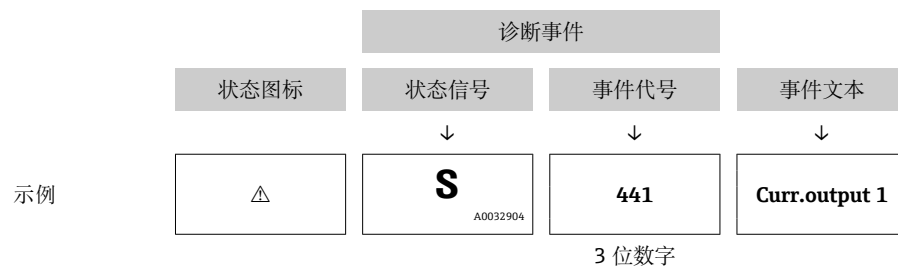 诊断事件
状态图标 状态信号 事件代号 事件文本
↓ ↓ ↓
示例 ⚠ S 441 Curr.output 1
A0032904
3 位数字